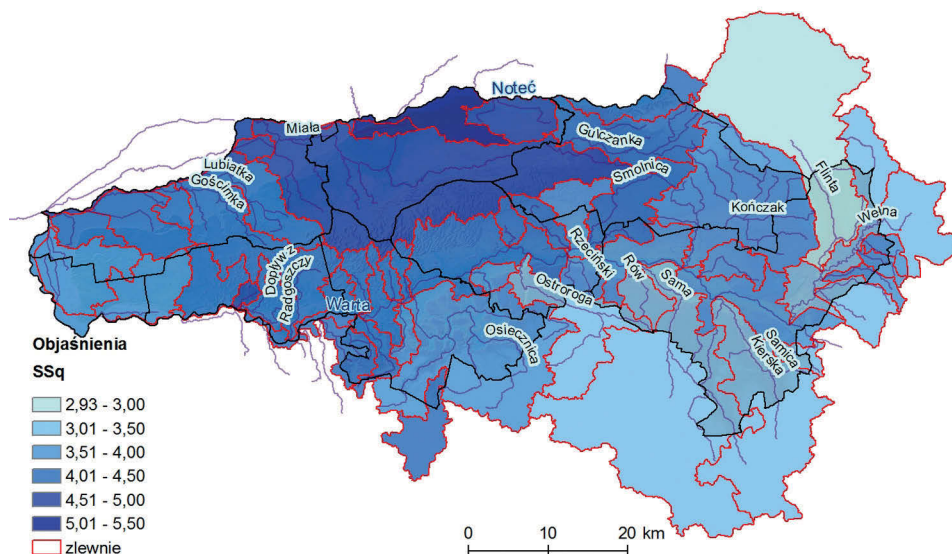 Noteć
Miała
Gulczanka
Lubiatka
Smolnica
Gościmka
Flinta
Kończak
Wełna
Dopływ z
Radgoszczy
Rzeciński
Rów
Sama
Ostroroga
Warta
Osiecznica
Samica
Kierska
Objaśnienia
SSq
2,93 - 3,00
3,01 - 3,50
3,51 - 4,00
4,01 - 4,50
4,51 - 5,00
5,01 - 5,50
zlewnie
0 10 20 km